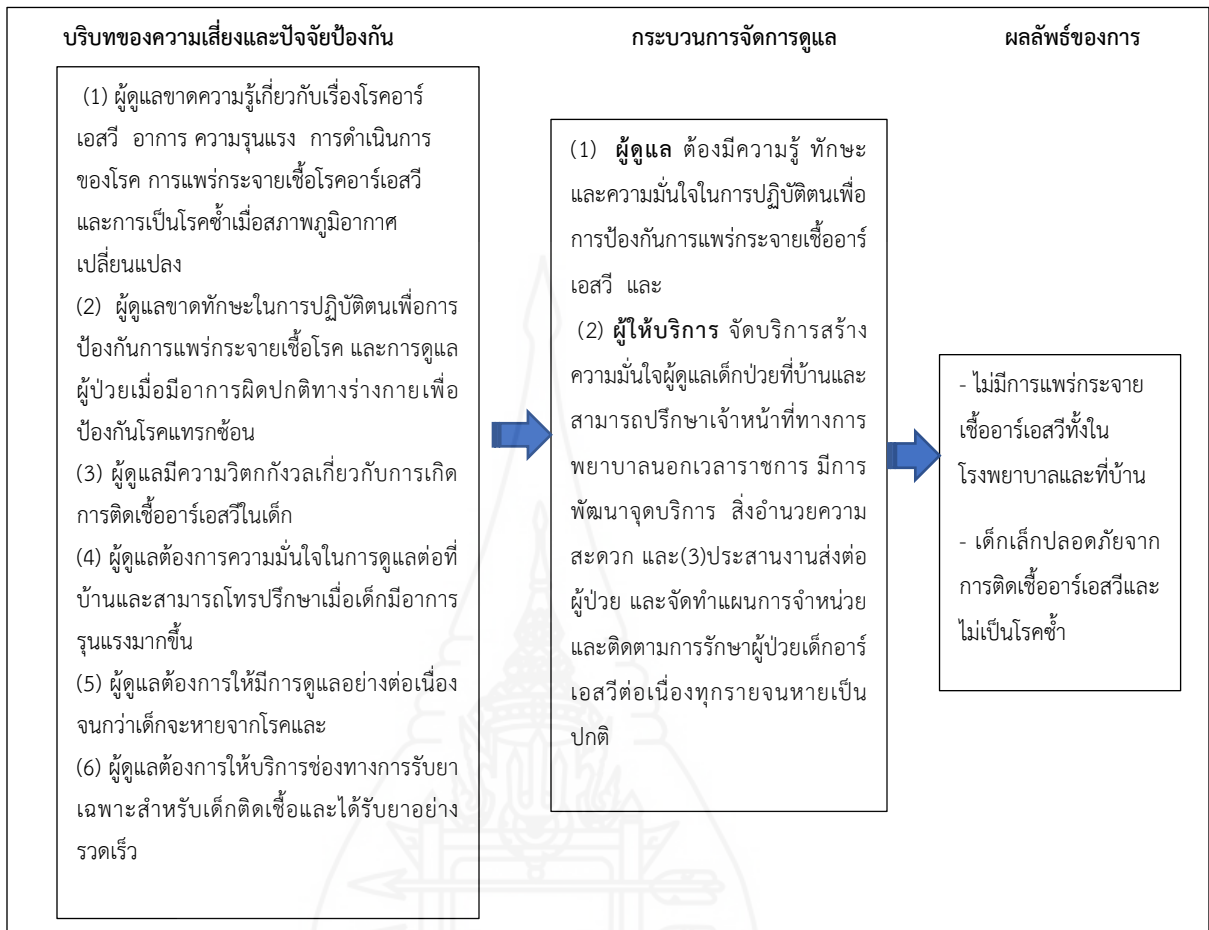 บริบทของความเสี่ยงและปัจจัยป้องกัน
กระบวนการจัดการดูแล
ผลลัพธ์ของการ
(1) ผู้ดูแลขาดความรู้เกี่ยวกับเรื่องโรคอาร์
เอสวี อาการ ความรุนแรง การดำเนินการ
ของโรค การแพร่กระจายเชื้อโรคอาร์เอสวี
และการเป็นโรคซ้ำเมื่อสภาพภูมิอากาศ
เปลี่ยนแปลง
(2) ผู้ดูแลขาดทักษะในการปฏิบัติตนเพื่อการ
ป้องกันการแพร่กระจายเชื้อโรค และการดูแล
ผู้ป่วยเมื่อมีอาการผิดปกติทางร่างกายเพื่อ
ป้องกันโรคแทรกซ้อน
(3) ผู้ดูแลมีความวิตกกังวลเกี่ยวกับการเกิด
การติดเชื้ออาร์เอสวีในเด็ก
(4) ผู้ดูแลต้องการความมั่นใจในการดูแลต่อที่
บ้านและสามารถโทรปรึกษาเมื่อเด็กมีอาการ
รุนแรงมากขึ้น
(5) ผู้ดูแลต้องการให้มีการดูแลอย่างต่อเนื่อง
จนกว่าเด็กจะหายจากโรคและ
(6) ผู้ดูแลต้องการให้บริการช่องทางการรับยา
เฉพาะสำหรับเด็กติดเชื้อและได้รับยาอย่าง
รวดเร็ว
(1) ผู้ดูแล ต้องมีความรู้ ทักษะ
และความมั่นใจในการปฏิบัติตนเพื่อ
การป้องกันการแพร่กระจายเชื้ออาร์
เอสวี และ
(2) ผู้ให้บริการ จัดบริการสร้าง
ความมั่นใจผู้ดูแลเด็กป่วยที่บ้านและ
สามารถปรึกษาเจ้าหน้าที่ทางการ
พยาบาลนอกเวลาราชการ มีการ
พัฒนาจุดบริการ สิ่งอำนวยความ
สะดวก และ(3)ประสานงานส่งต่อ
ผู้ป่วย และจัดทำแผนการจำหน่วย
และติดตามการรักษาผู้ป่วยเด็กอาร์
เอสวีต่อเนื่องทุกรายจนหายเป็น
ปกติ
- ไม่มีการแพร่กระจาย
เชื้ออาร์เอสวีทั้งใน
โรงพยาบาลและที่บ้าน
- เด็กเล็กปลอดภัยจาก
การติดเชื้ออาร์เอสวีและ
ไม่เป็นโรคซ้ำ